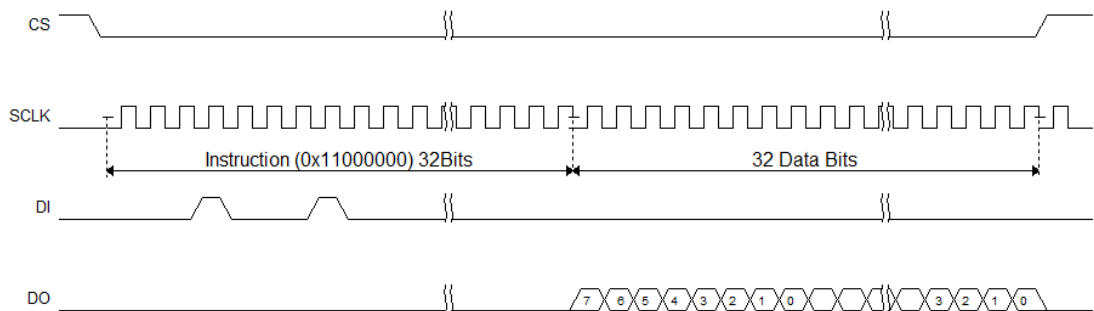 CS
SCLK
Instruction (0x11000000) 32Bits 32 Data Bits
DI
DO 7 6 5 4 3 2 1 0 3 2 1 0